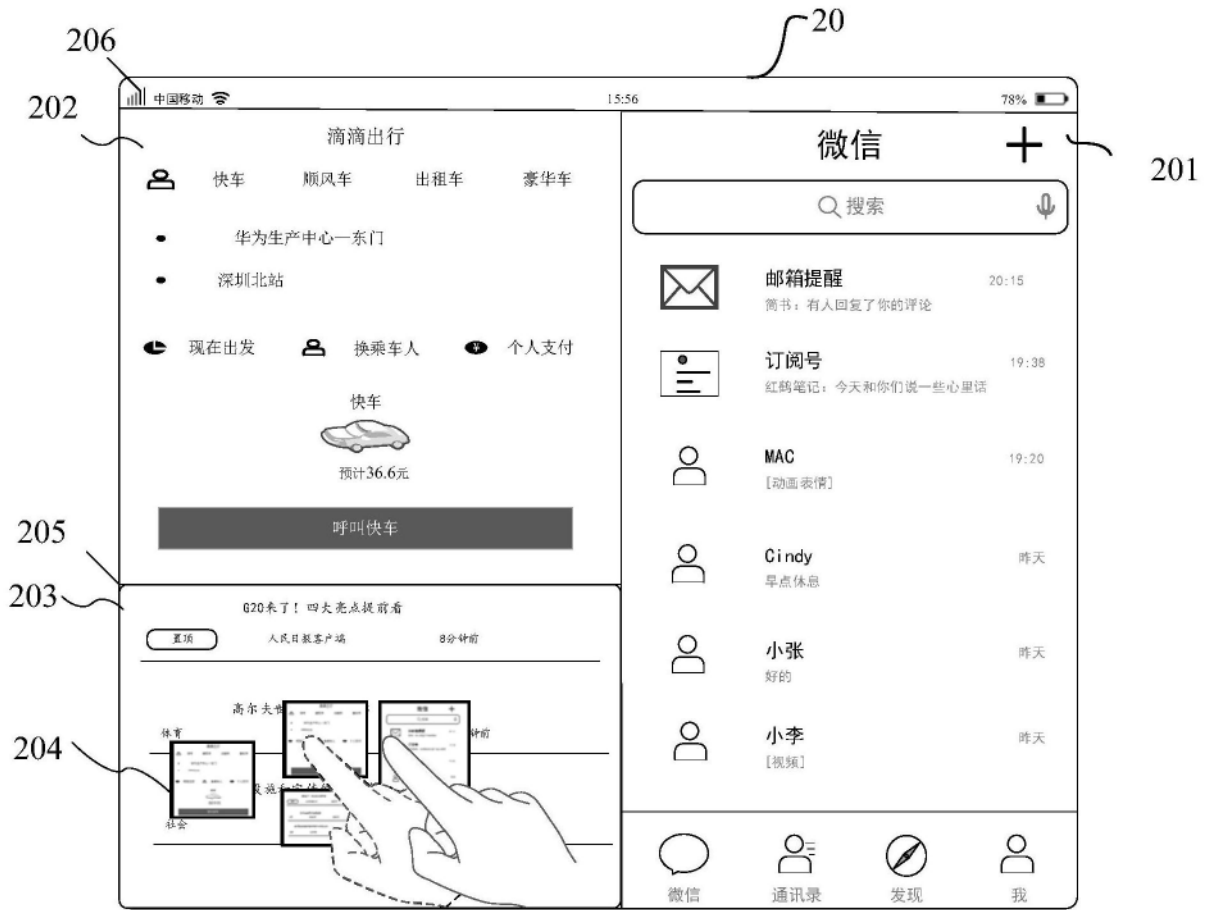 20
206
中国移动
15:56
78%
202
滴滴出行
快车 顺风车 出租车 豪华车
华为生产中心—东门
深圳北站
现在出发 换乘车人 个人支付
快车
预计36.6元
呼叫快车
205
203
G20来了！四大亮点提前看
置顶 人民日报客户端 8分钟前
高尔夫
体育 钟前
204
社会
微信
201
搜索
邮箱提醒 20:15
简书：有人回复了你的评论
订阅号 19:38
红鹤笔记：今天和你们说一些心里话
MAC 19:20
[动画表情]
Cindy 昨天
早点休息
小张 昨天
好的
小李 昨天
[视频]
微信 通讯录 发现 我